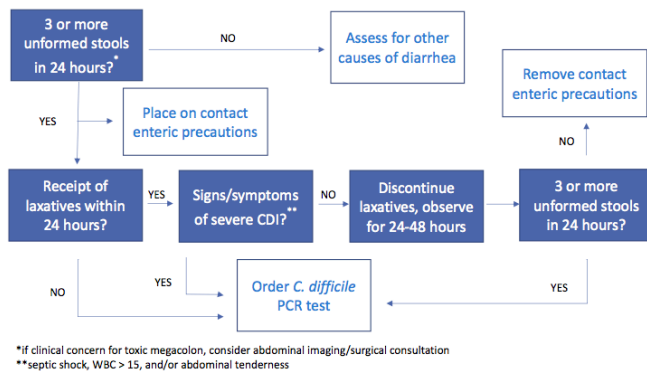 3 or more
unformed stools
in 24 hours?*
NO
Assess for other
causes of diarrhea
Remove contact
enteric precautions
YES
Place on contact
enteric precautions
NO
Receipt of
laxatives within
24 hours?
YES
Signs/symptoms
of severe CDI?**
NO
Discontinue
laxatives, observe
for 24-48 hours
3 or more
unformed stools
in 24 hours?
NO
YES
Order C. difficile
PCR test
YES
*if clinical concern for toxic megacolon, consider abdominal imaging/surgical consultation
**septic shock, WBC > 15, and/or abdominal tenderness